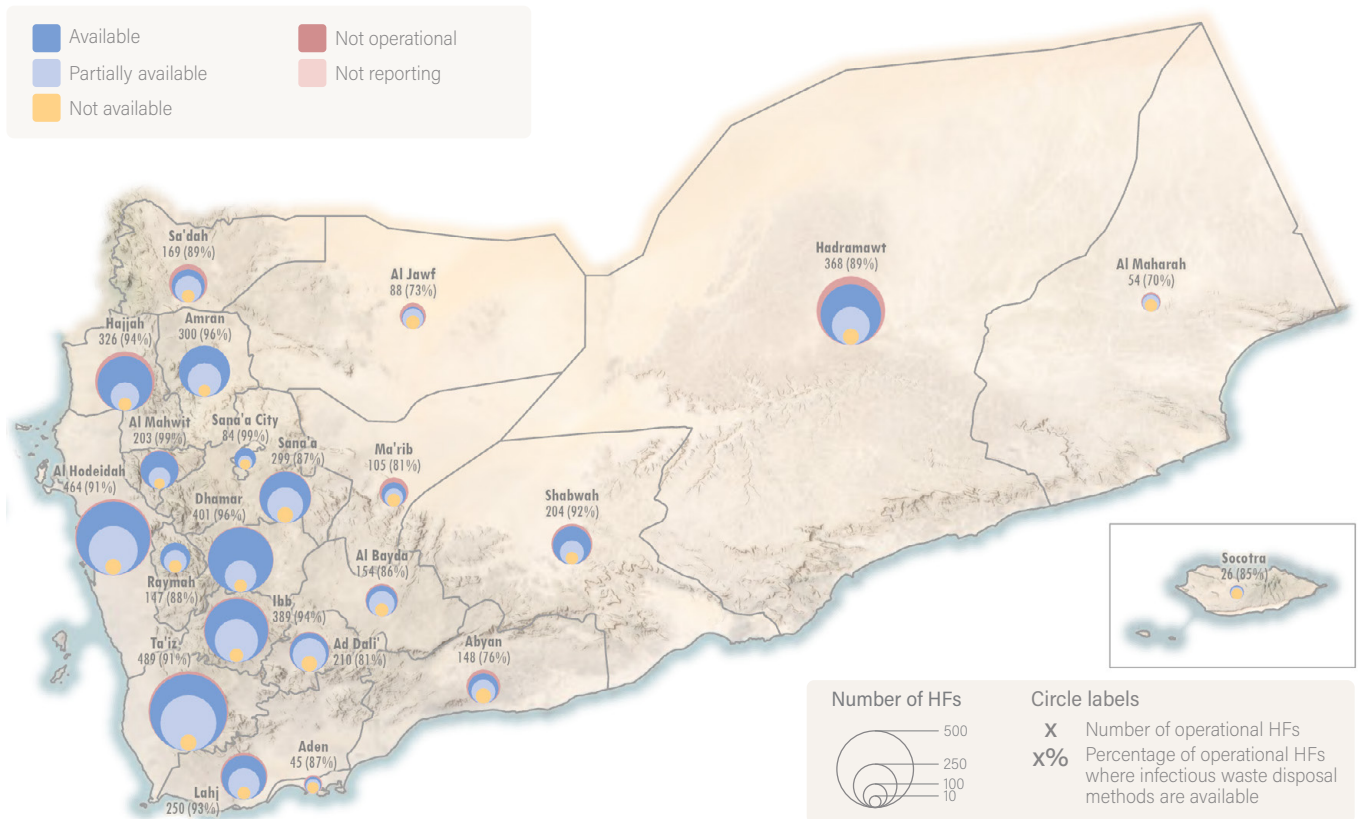 Available
Partially available
Not available
Not operational
Not reporting
Sa'dah
169 (89%)
Al Jawf
88 (73%)
Hadramawt
368 (89%)
Al Maharah
54 (70%)
Hajjah
326 (94%)
Amran
300 (96%)
Al Mahwit
203 (99%)
Sana'a City
84 (99%)
Sana'a
299 (87%)
Ma'rib
105 (81%)
Al Hodeidah
464 (91%)
Dhamar
401 (96%)
Shabwah
204 (92%)
Al Bayda
154 (86%)
Raymah
147 (88%)
Ibb
389 (94%)
Socotra
26 (85%)
Ta'iz
489 (91%)
Ad Dali'
210 (81%)
Abyan
148 (76%)
Aden
45 (87%)
Lahj
250 (93%)
Number of HFs
500
250
100
10
Circle labels
x Number of operational HFs
x% Percentage of operational HFs
where infectious waste disposal
methods are available